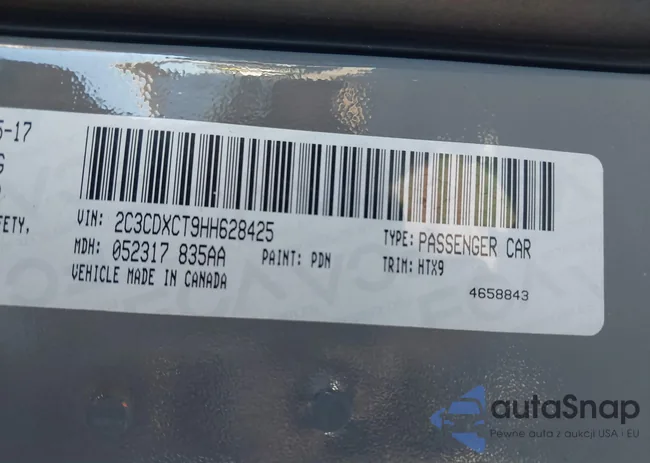 5-17
G
FETY,
VIN: 2C3CDXCT9HH628425
TYPE: PASSENGER CAR
MDH: 052317 835AA
PAINT: PDN
TRIM: HTX9
VEHICLE MADE IN CANADA
4658843
autaSnap
Pewne auta z aukcji USA i EU